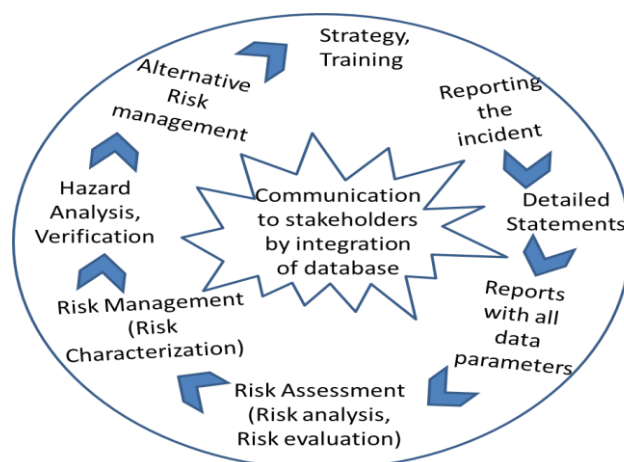 Strategy,
Training
Reporting
the
incident
Detailed
Statements
Reports
with all
data
parameters
Risk Assessment
(Risk analysis,
Risk evaluation)
Risk Management
(Risk
Characterization)
Hazard
Analysis,
Verification
Alternative
Risk
management
Communication
to stakeholders
by integration
of database